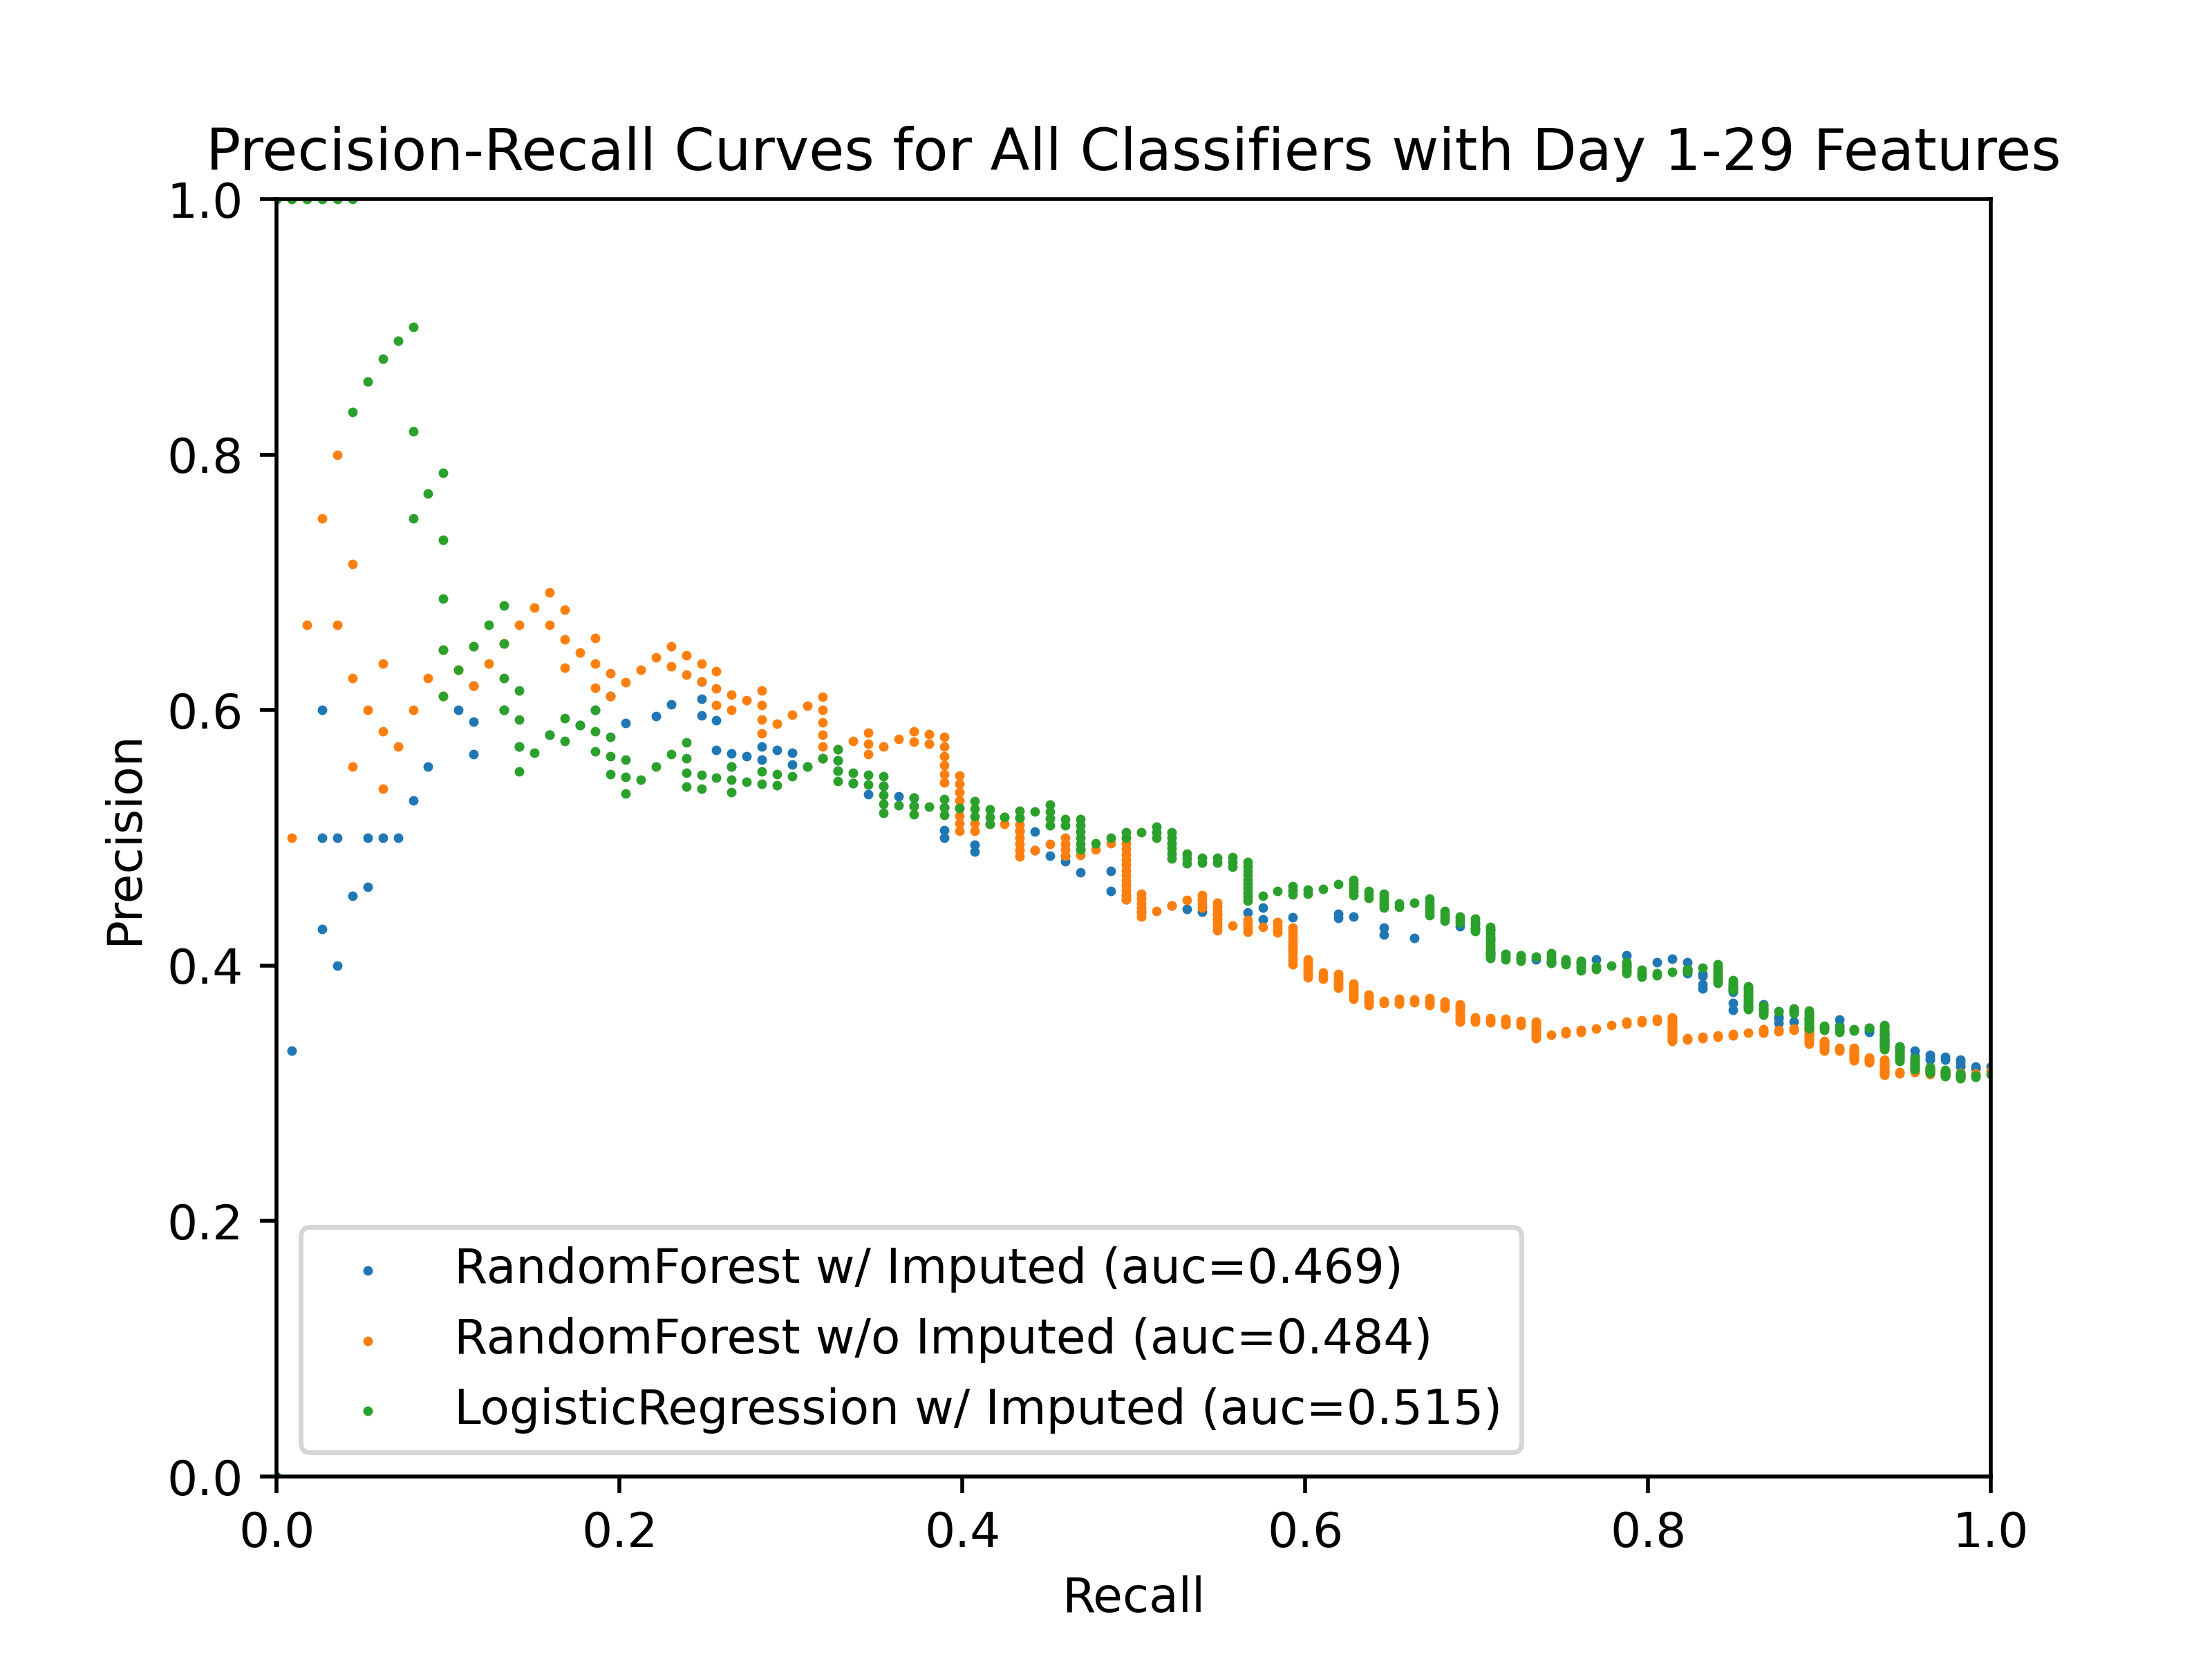 Precision-Recall Curves for All Classifiers with Day 1-29 Features
1.0
0.8
0.6
0.4
0.2
0.0
Precision
RandomForest w/ Imputed (auc=0.469)
RandomForest w/o Imputed (auc=0.484)
LogisticRegression w/ Imputed (auc=0.515)
0.0 0.2 0.4 0.6 0.8 1.0
Recall